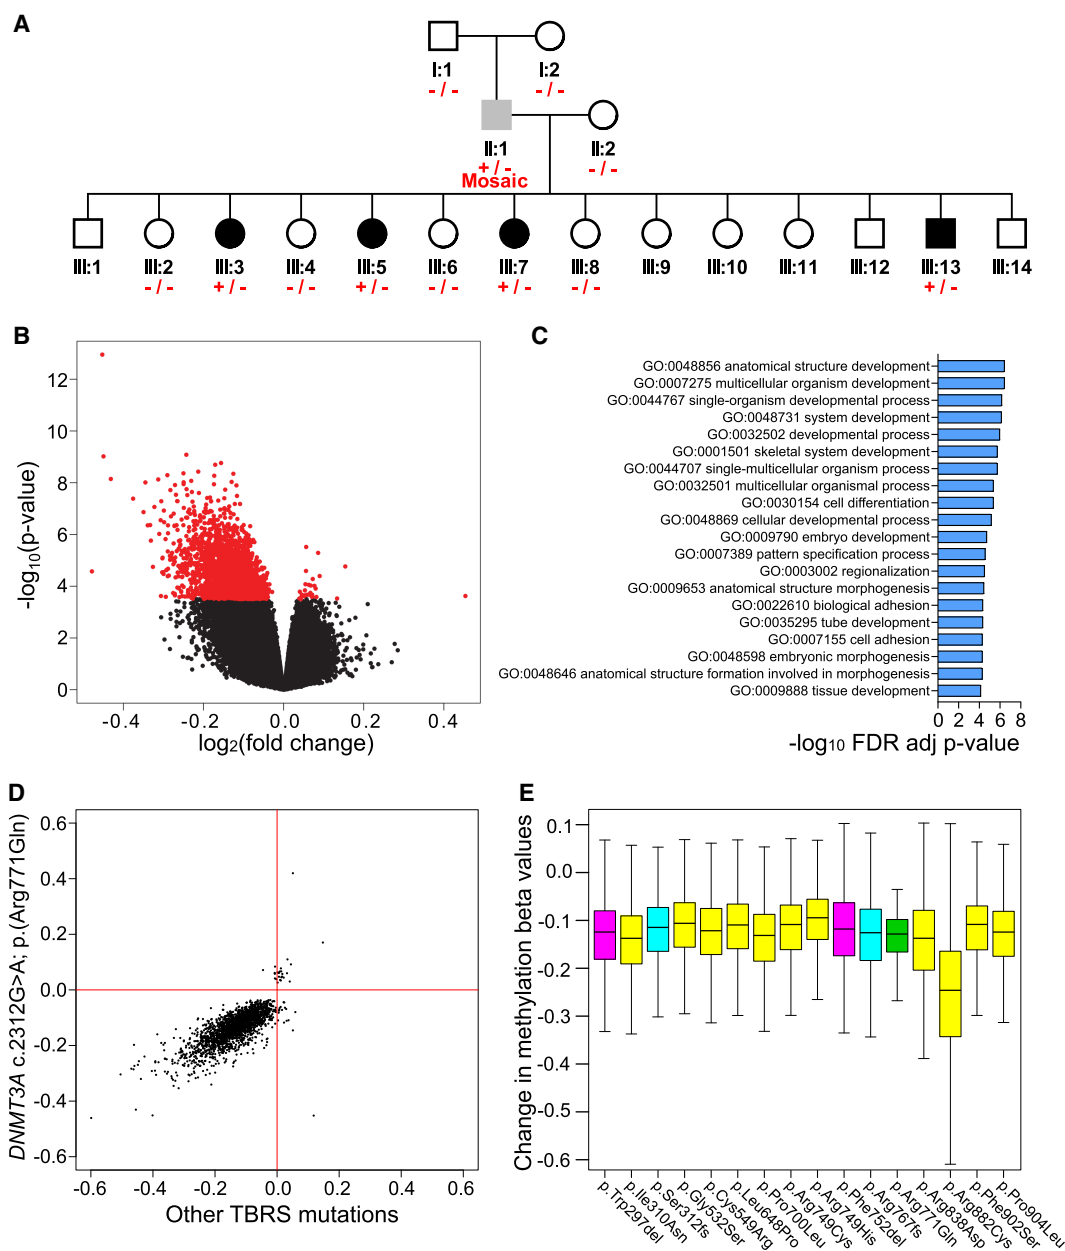 A
I:1
I:2
- / -
- / -
II:1
II:2
+ / -
- / -
Mosaic
III:1
III:2
III:3
III:4
III:5
III:6
III:7
III:8
III:9
III:10
III:11
III:12
III:13
III:14
- / -
+ / -
- / -
+ / -
- / -
+ / -
- / -
+ / -
B
-log10(p-value)
12
10
8
6
4
2
0
-0.4
-0.2
0.0
0.2
0.4
log2(fold change)
C
GO:0048856 anatomical structure development
GO:0007275 multicellular organism development
GO:0044767 single-organism developmental process
GO:0048731 system development
GO:0032502 developmental process
GO:0001501 skeletal system development
GO:0044707 single-multicellular organism process
GO:0032501 multicellular organismal process
GO:0030154 cell differentiation
GO:0048869 cellular developmental process
GO:0009790 embryo development
GO:0007389 pattern specification process
GO:0003002 regionalization
GO:0009653 anatomical structure morphogenesis
GO:0022610 biological adhesion
GO:0035295 tube development
GO:0007155 cell adhesion
GO:0048598 embryonic morphogenesis
GO:0048646 anatomical structure formation involved in morphogenesis
GO:0009888 tissue development
0 2 4 6 8
-log10 FDR adj p-value
D
DNMT3A c.2312G>A; p.(Arg771Gln)
0.6
0.4
0.2
0.0
-0.2
-0.4
-0.6
-0.6
-0.4
-0.2
0.0
0.2
0.4
0.6
Other TBRS mutations
E
Change in methylation beta values
0.1
0.0
-0.1
-0.2
-0.3
-0.4
-0.5
-0.6
p.Trp297del
p.Ile310Asn
p.Ser312fs
p.Gly532Ser
p.Cys549Arg
p.Leu648Pro
p.Pro700Leu
p.Arg749Cys
p.Arg749His
p.Phe752del
p.Arg767fs
p.Arg771Gln
p.Arg838Asp
p.Arg882Cys
p.Phe902Ser
p.Pro904Leu